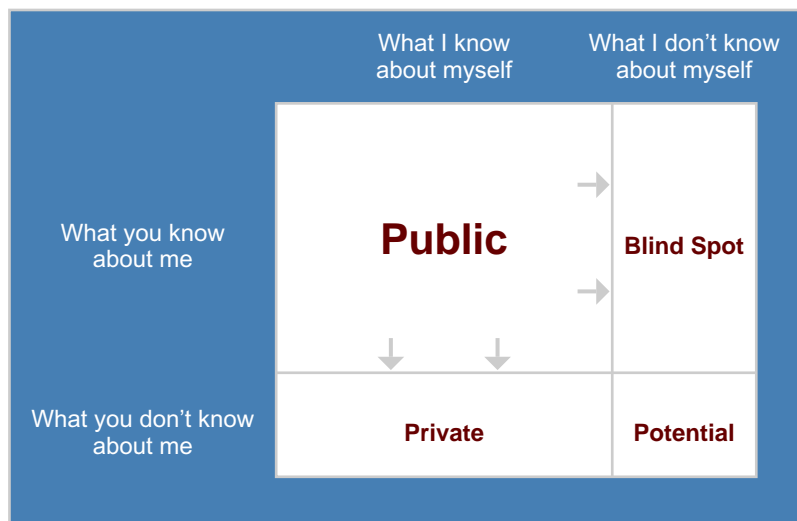 What I know
about myself
What I don’t know
about myself
What you know
about me
Public
Blind Spot
What you don’t know
about me
Private
Potential